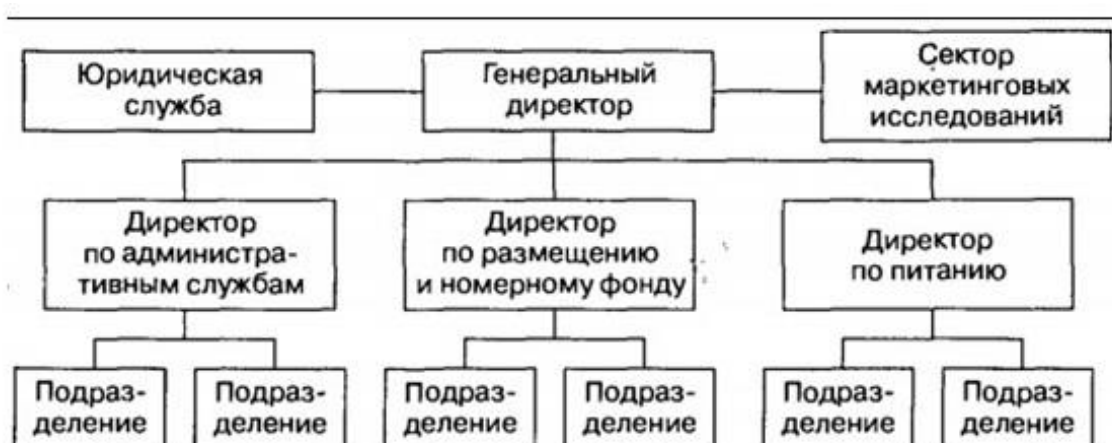 Юридическая
служба
Генеральный
директор
Сектор
маркетинговых
исследований
Директор
по администра-
тивным службам
Директор
по размещению
и номерному фонду
Директор
по питанию
Подраз-
деление
Подраз-
деление
Подраз-
деление
Подраз-
деление
Подраз-
деление
Подраз-
деление